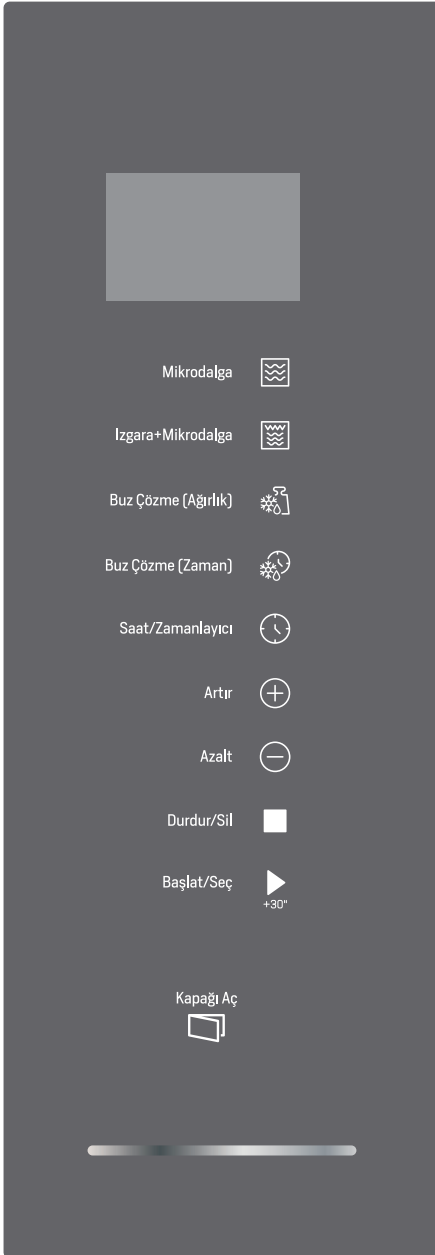 Mikrodalga
Izgara+Mikrodalga
Buz Çözme (Ağırlık)
Buz Çözme (Zaman)
Saat/Zamanlayıcı
Artır
Azalt
Durdur/Sil
Başlat/Seç
+30"
Kapağı Aç